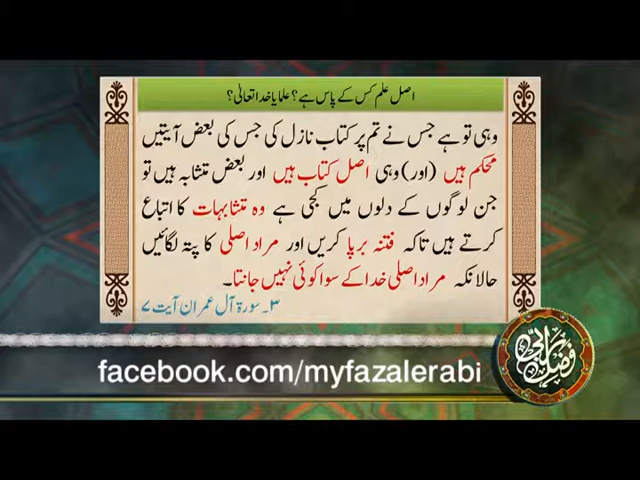 اصل علم کس کے پاس ہے؟ علما یا خدا تعالیٰ؟
وہی تو ہے جس نے تم پر کتاب نازل کی جس کی بعض آیتیں
محکم ہیں (اور) وہی اصل کتاب ہیں اور بعض متشابہ ہیں تو
جن لوگوں کے دلوں میں کجی ہے وہ متشابہات کا اتباع
کرتے ہیں تاکہ فتنہ برپا کریں اور مراد اصلی کا پتہ لگائیں
حالانکہ مراد اصلی خدا کے سوا کوئی نہیں جانتا۔
۳۔ سورة آل عمران آیت ۷
facebook.com/myfazalerabi
فضل ربی